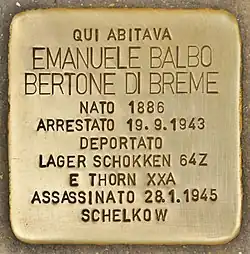 QUI ABITAVA
EMANUELE BALBO
BERTONE DI BREME
NATO 1886
ARRESTATO 19.9.1943
DEPORTATO
LAGER SCHOKKEN 64Z
E THORN XXA
ASSASSINATO 28.1.1945
SCHELKOW